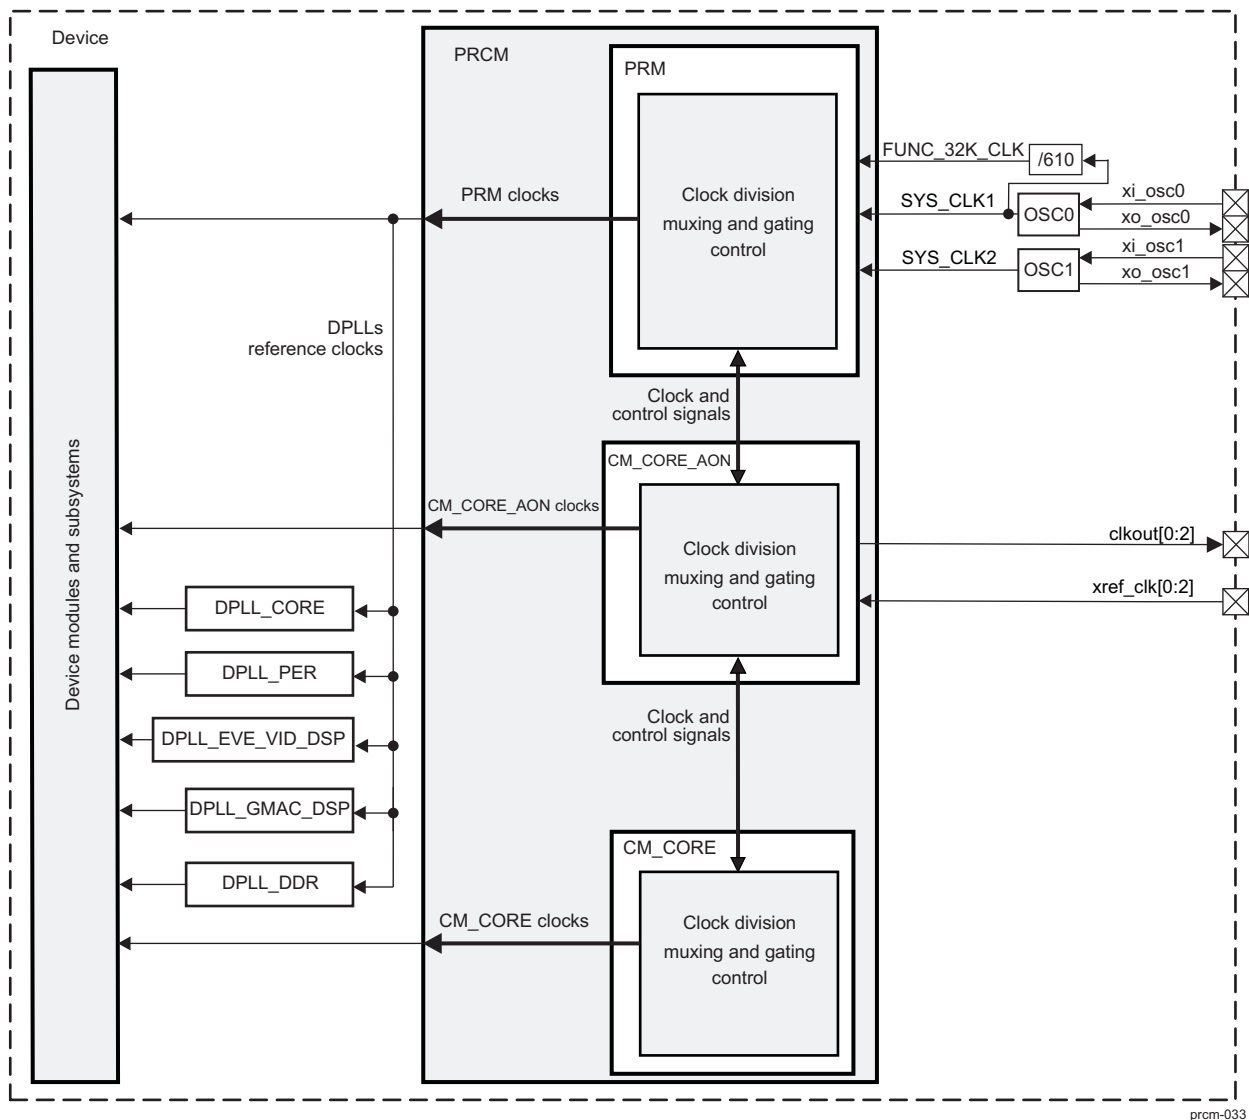 Device
PRCM
PRM
Clock division
muxing and gating
control
FUNC_32K_CLK
/610
SYS_CLK1
OSC0
xi_osc0
xo_osc0
SYS_CLK2
OSC1
xi_osc1
xo_osc1
PRM clocks
DPLLs
reference clocks
Clock and
control signals
CM_CORE_AON
CM_CORE_AON clocks
Clock division
muxing and gating
control
clkout[0:2]
xref_clk[0:2]
Device modules and subsystems
DPLL_CORE
DPLL_PER
DPLL_EVE_VID_DSP
DPLL_GMAC_DSP
DPLL_DDR
Clock and
control signals
CM_CORE
CM_CORE clocks
Clock division
muxing and gating
control
prcm-033